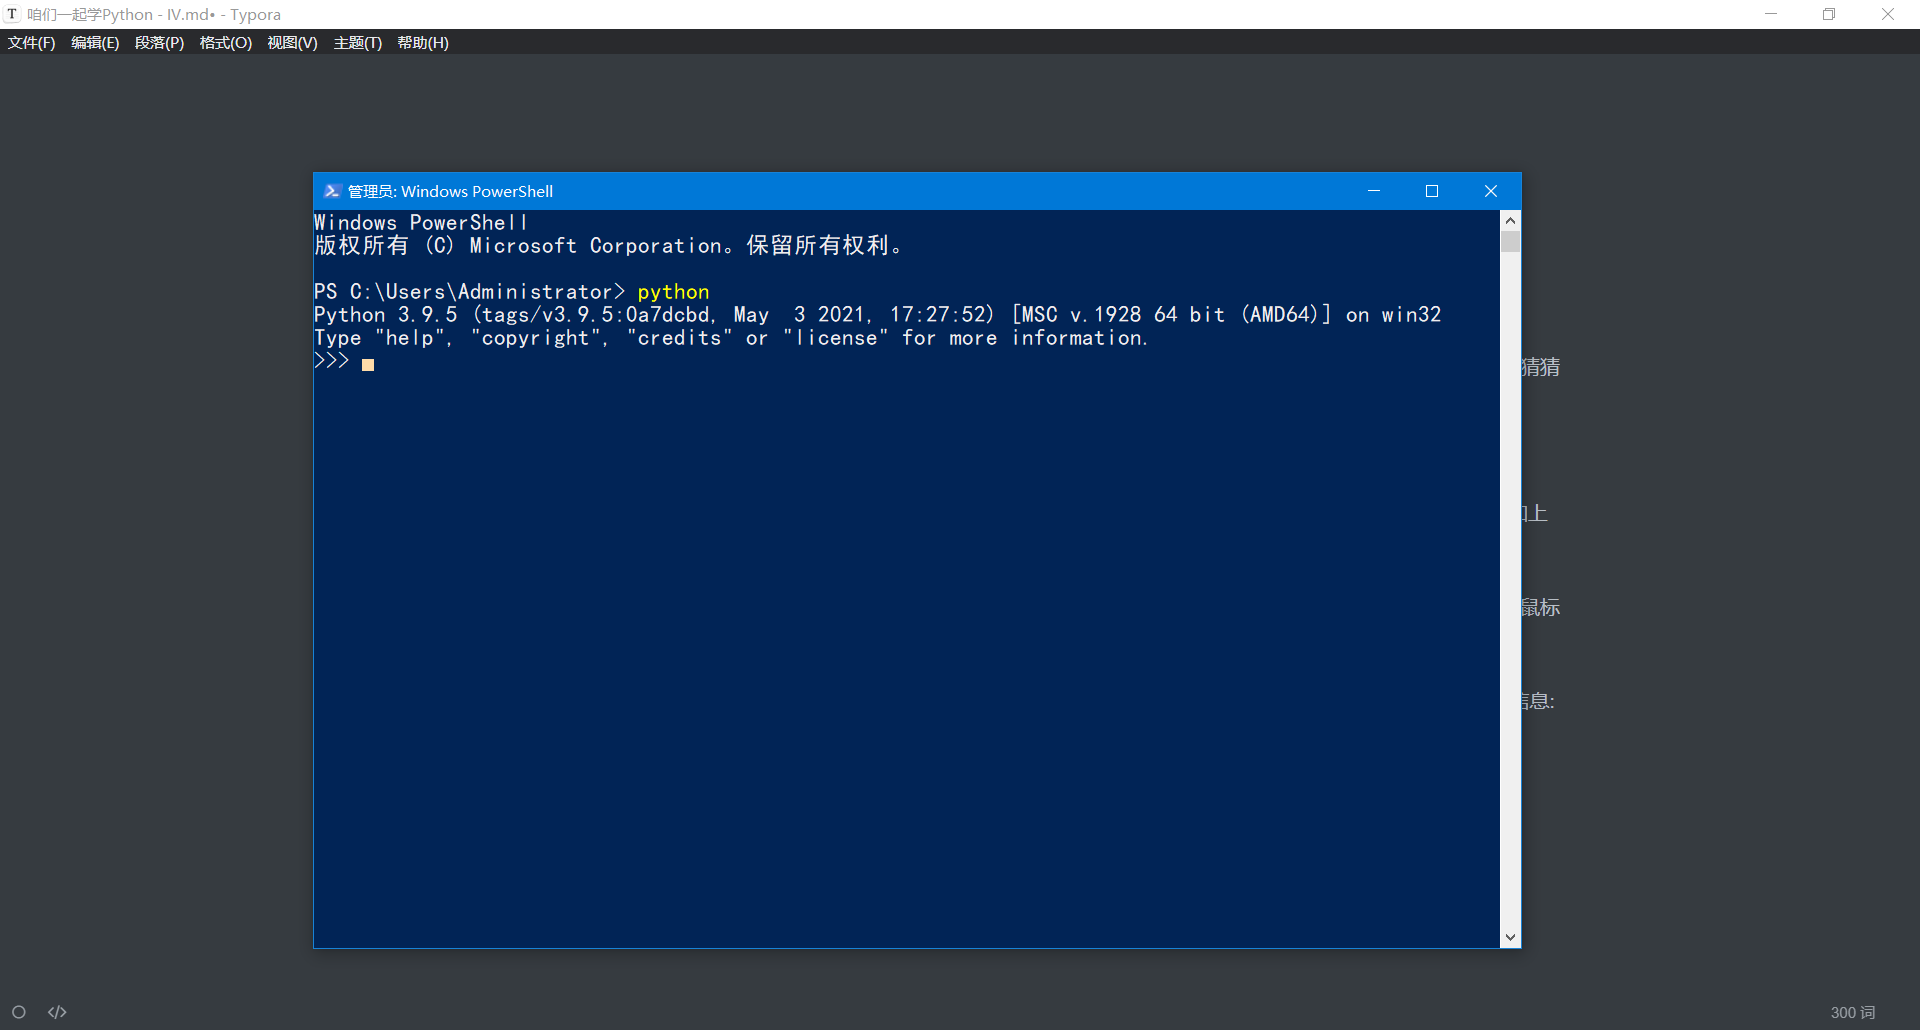 咱们一起学Python - IV.md• - Typora
文件(F) 编辑(E) 段落(P) 格式(O) 视图(V) 主题(T) 帮助(H)
管理员: Windows PowerShell
Windows PowerShell
版权所有 (C) Microsoft Corporation。保留所有权利。
PS C:\Users\Administrator> python
Python 3.9.5 (tags/v3.9.5:0a7dcbd, May  3 2021, 17:27:52) [MSC v.1928 64 bit (AMD64)] on win32
Type "help", "copyright", "credits" or "license" for more information.
>>>
猜猜
上
鼠标
息:
300 词